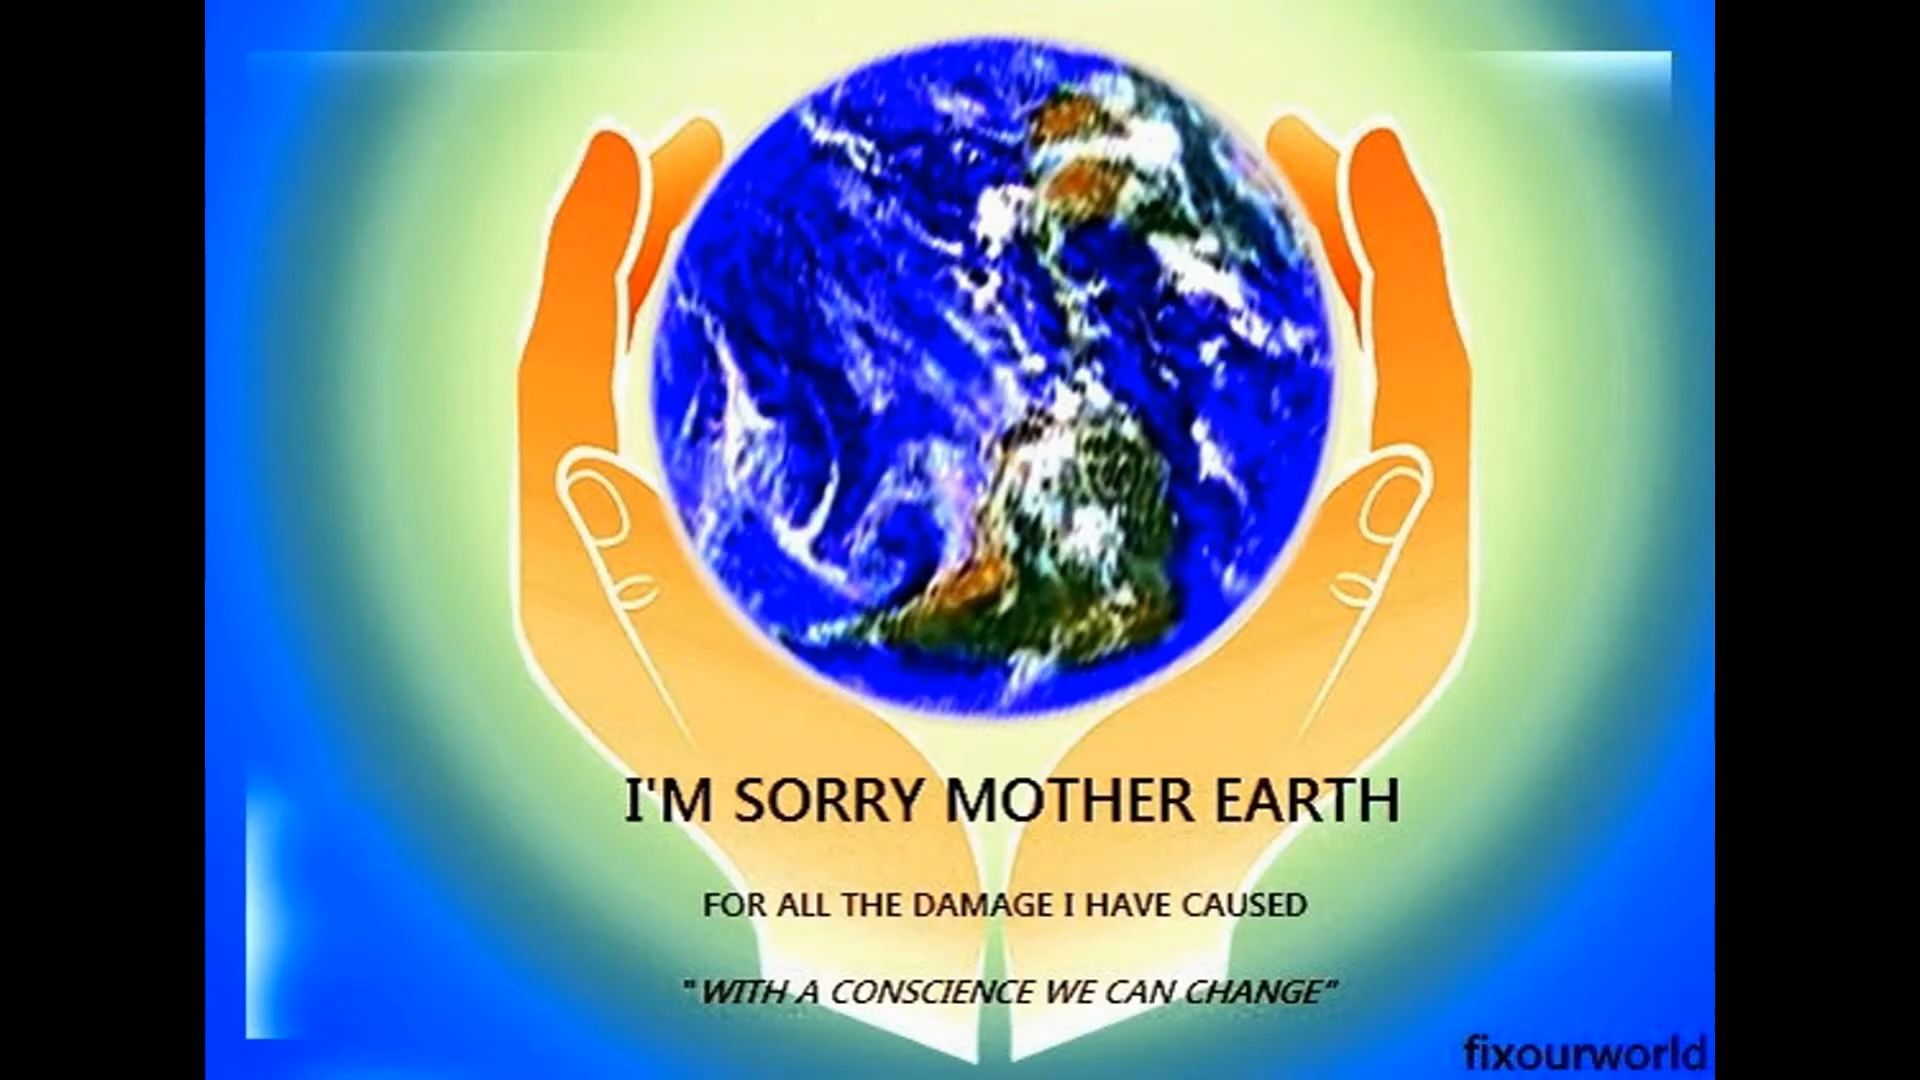 I'M SORRY MOTHER EARTH
FOR ALL THE DAMAGE I HAVE CAUSED
"WITH A CONSCIENCE WE CAN CHANGE"
fixourworld